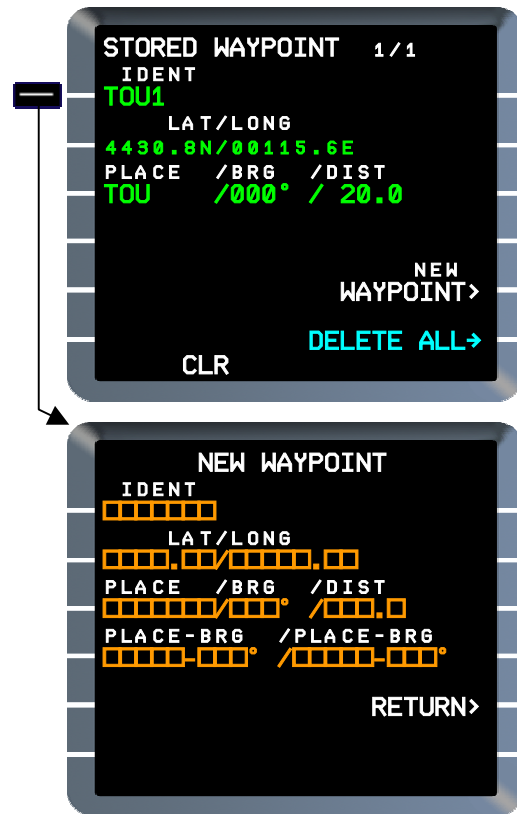 STORED WAYPOINT 1/1
IDENT
TOU1
LAT/LONG
4430.8N/00115.6E
PLACE /BRG /DIST
TOU /000° / 20.0
NEW
WAYPOINT>
DELETE ALL→
CLR
NEW WAYPOINT
IDENT
□□□□□□□
LAT/LONG
□□□□.□□/□□□□□.□□
PLACE /BRG /DIST
□□□□□□□/□□□° /□□□.□
PLACE-BRG /PLACE-BRG
□□□□□-□□□° /□□□□□-□□□°
RETURN>